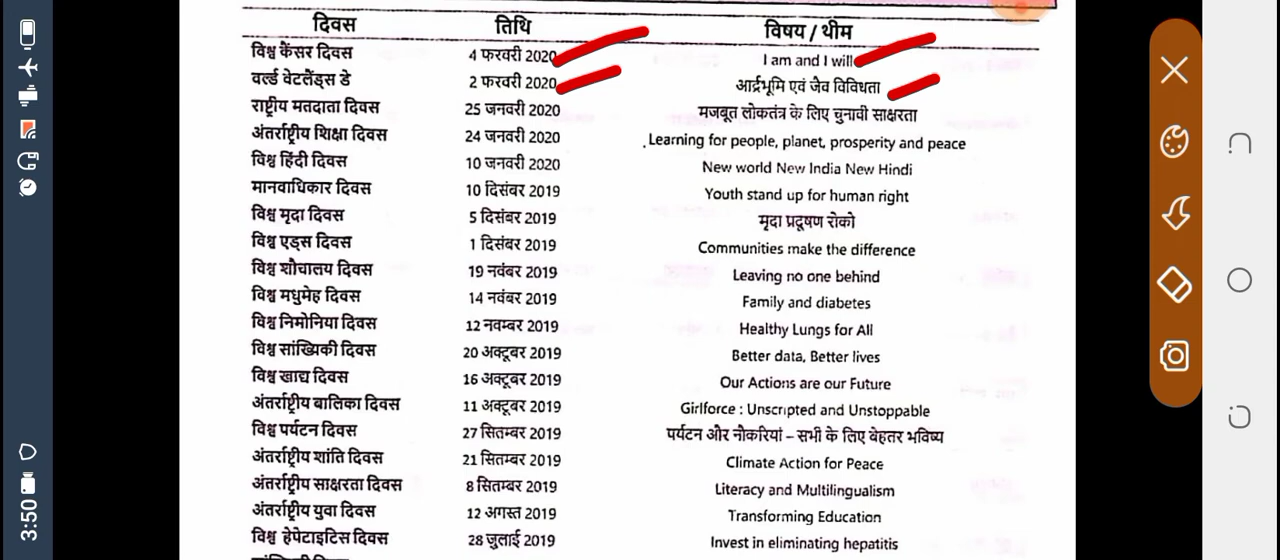 दिवस तिथि विषय / थीम
विश्व कैंसर दिवस 4 फरवरी 2020 I am and I will
वर्ल्ड वेटलैंड्स डे 2 फरवरी 2020 आर्द्रभूमि एवं जैव विविधता
राष्ट्रीय मतदाता दिवस 25 जनवरी 2020 मजबूत लोकतंत्र के लिए चुनावी साक्षरता
अंतर्राष्ट्रीय शिक्षा दिवस 24 जनवरी 2020 Learning for people, planet, prosperity and peace
विश्व हिंदी दिवस 10 जनवरी 2020 New world New India New Hindi
मानवाधिकार दिवस 10 दिसंबर 2019 Youth stand up for human right
विश्व मृदा दिवस 5 दिसंबर 2019 मृदा प्रदूषण रोको
विश्व एड्स दिवस 1 दिसंबर 2019 Communities make the difference
विश्व शौचालय दिवस 19 नवंबर 2019 Leaving no one behind
विश्व मधुमेह दिवस 14 नवंबर 2019 Family and diabetes
विश्व निमोनिया दिवस 12 नवम्बर 2019 Healthy Lungs for All
विश्व सांख्यिकी दिवस 20 अक्टूबर 2019 Better data, Better lives
विश्व खाद्य दिवस 16 अक्टूबर 2019 Our Actions are our Future
अंतर्राष्ट्रीय बालिका दिवस 11 अक्टूबर 2019 Girlforce : Unscripted and Unstoppable
विश्व पर्यटन दिवस 27 सितम्बर 2019 पर्यटन और नौकरियां – सभी के लिए बेहतर भविष्य
अंतर्राष्ट्रीय शांति दिवस 21 सितम्बर 2019 Climate Action for Peace
अंतर्राष्ट्रीय साक्षरता दिवस 8 सितम्बर 2019 Literacy and Multilingualism
अंतर्राष्ट्रीय युवा दिवस 12 अगस्त 2019 Transforming Education
विश्व हेपेटाइटिस दिवस 28 जुलाई 2019 Invest in eliminating hepatitis
3:50